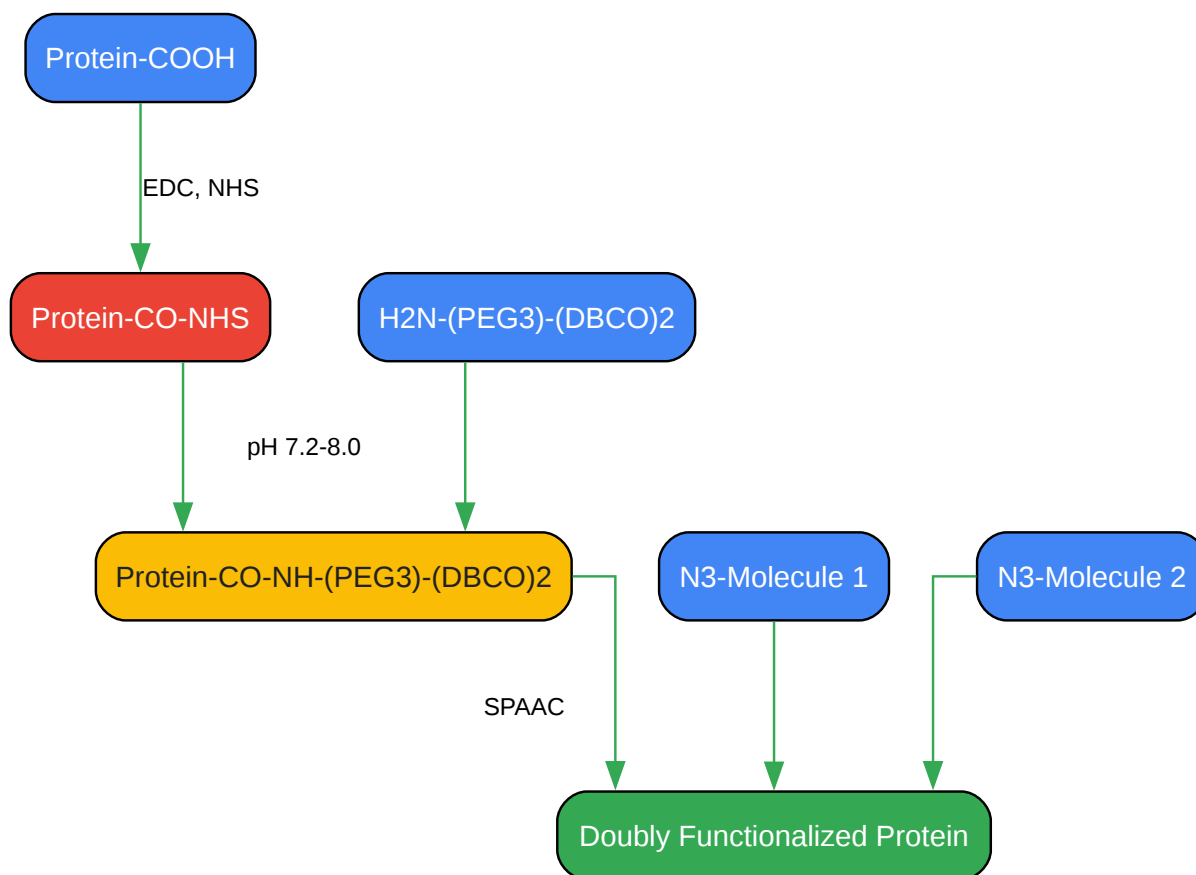 Protein-COOH
EDC, NHS
Protein-CO-NHS
H2N-(PEG3)-(DBCO)2
pH 7.2-8.0
Protein-CO-NH-(PEG3)-(DBCO)2
N3-Molecule 1
N3-Molecule 2
SPAAC
Doubly Functionalized Protein